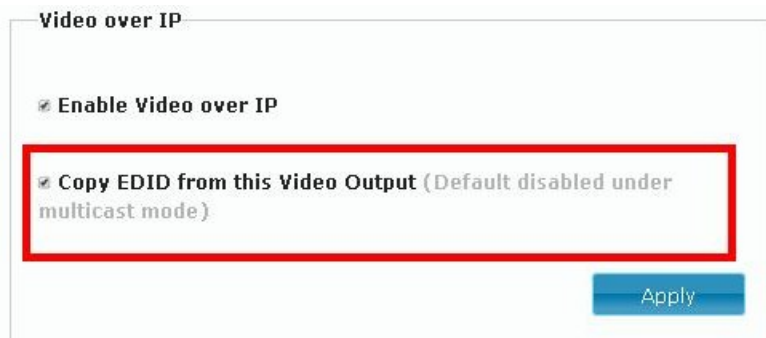 Video over IP
Enable Video over IP
Copy EDID from this Video Output (Default disabled under
multicast mode)
Apply